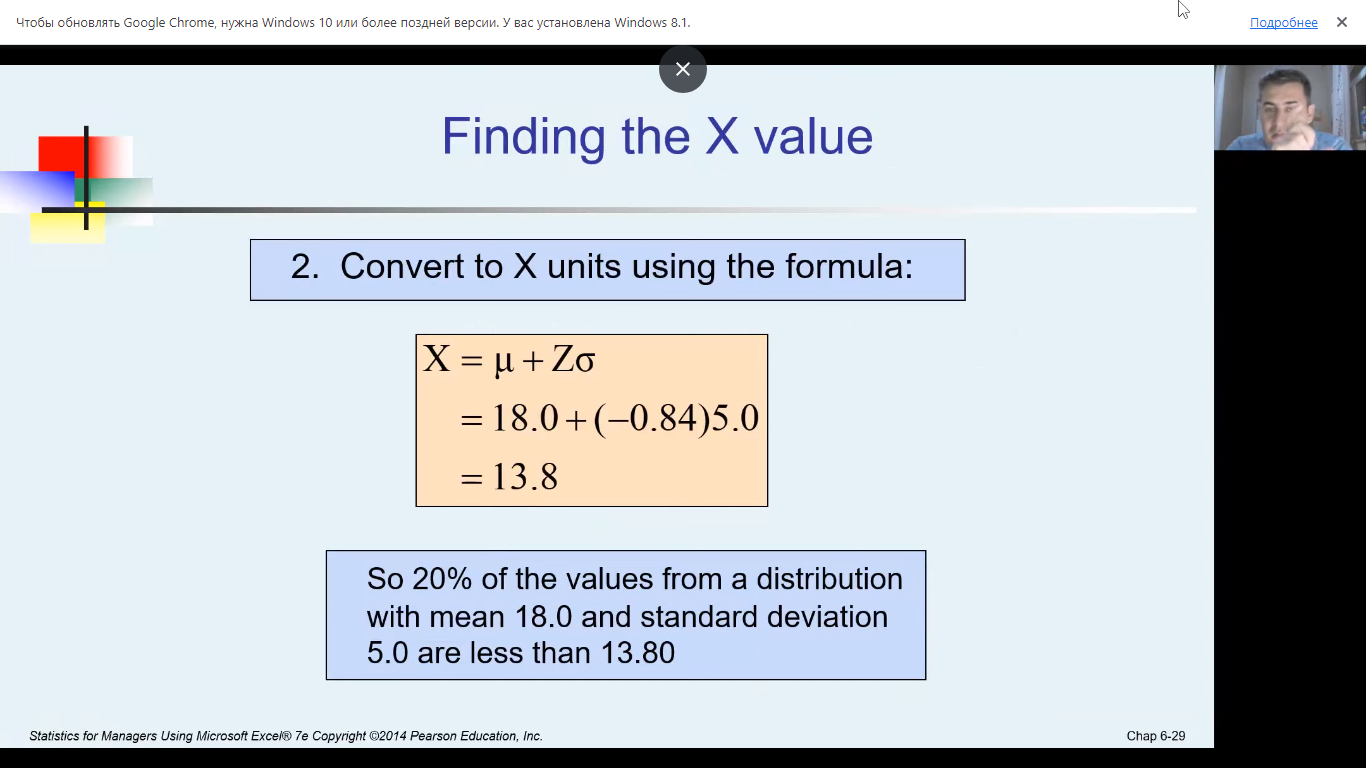 Чтобы обновлять Google Chrome, нужна Windows 10 или более поздней версии. У вас установлена Windows 8.1.
Подробнее
Finding the X value
2. Convert to X units using the formula:
X = μ + Zσ
= 18.0 + (−0.84)5.0
= 13.8
So 20% of the values from a distribution
with mean 18.0 and standard deviation
5.0 are less than 13.80
Statistics for Managers Using Microsoft Excel® 7e Copyright ©2014 Pearson Education, Inc.
Chap 6-29